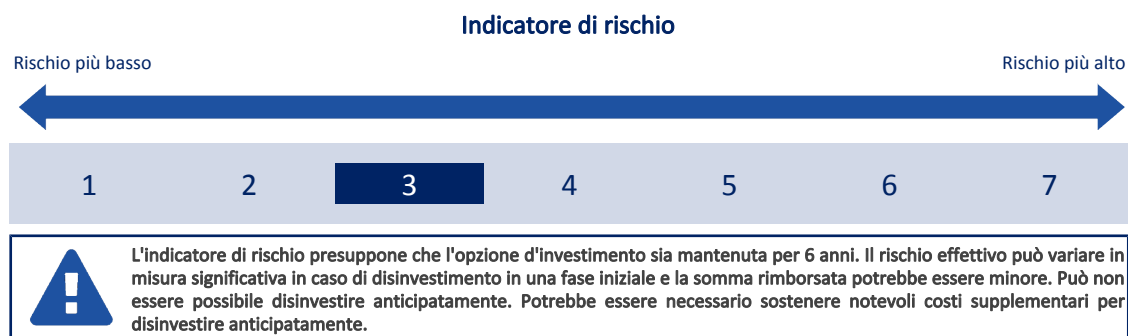 Indicatore di rischio
Rischio più basso
Rischio più alto
1 2 3 4 5 6 7
L'indicatore di rischio presuppone che l'opzione d'investimento sia mantenuta per 6 anni. Il rischio effettivo può variare in
misura significativa in caso di disinvestimento in una fase iniziale e la somma rimborsata potrebbe essere minore. Può non
essere possibile disinvestire anticipatamente. Potrebbe essere necessario sostenere notevoli costi supplementari per
disinvestire anticipatamente.